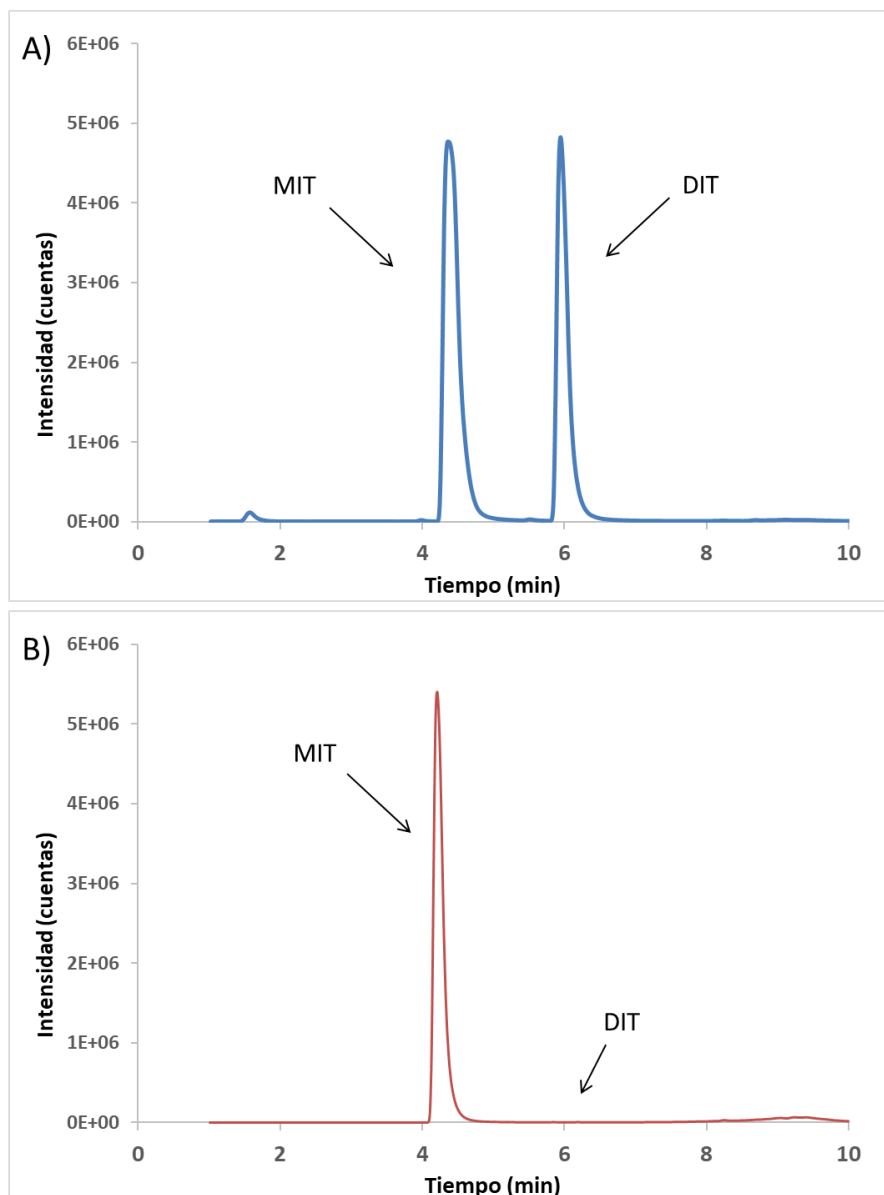 A)
6E+06
5E+06
MIT
DIT
4E+06
3E+06
2E+06
1E+06
0E+00
Intensidad (cuentas)
0 2 4 6 8 10
Tiempo (min)
B)
6E+06
5E+06
MIT
4E+06
3E+06
2E+06
DIT
1E+06
0E+00
Intensidad (cuentas)
0 2 4 6 8 10
Tiempo (min)